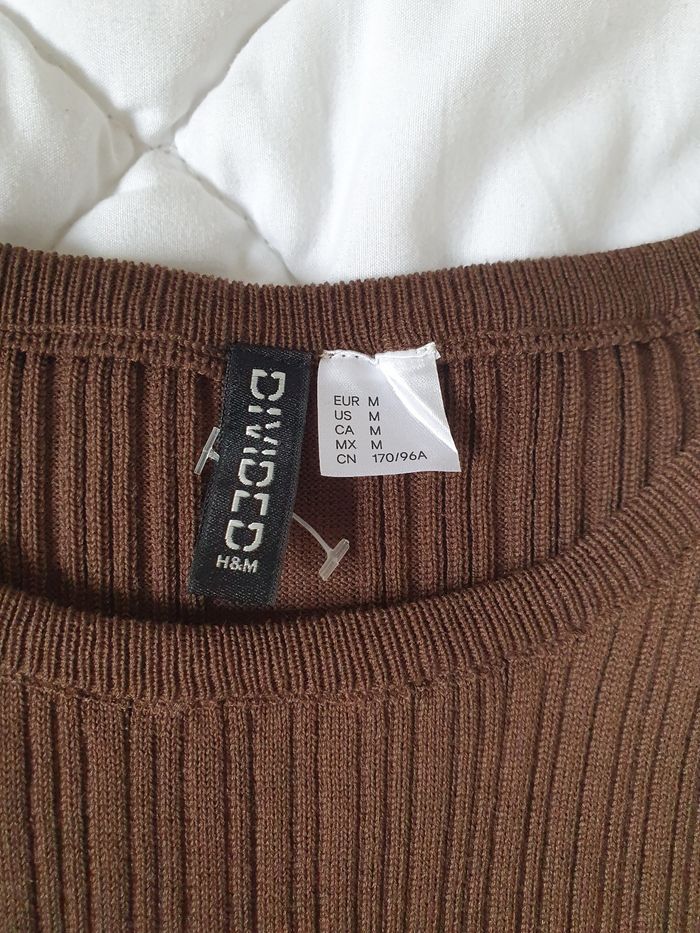 DIVIDED
H&M
EUR M
US M
CA M
MX M
CN 170/96A